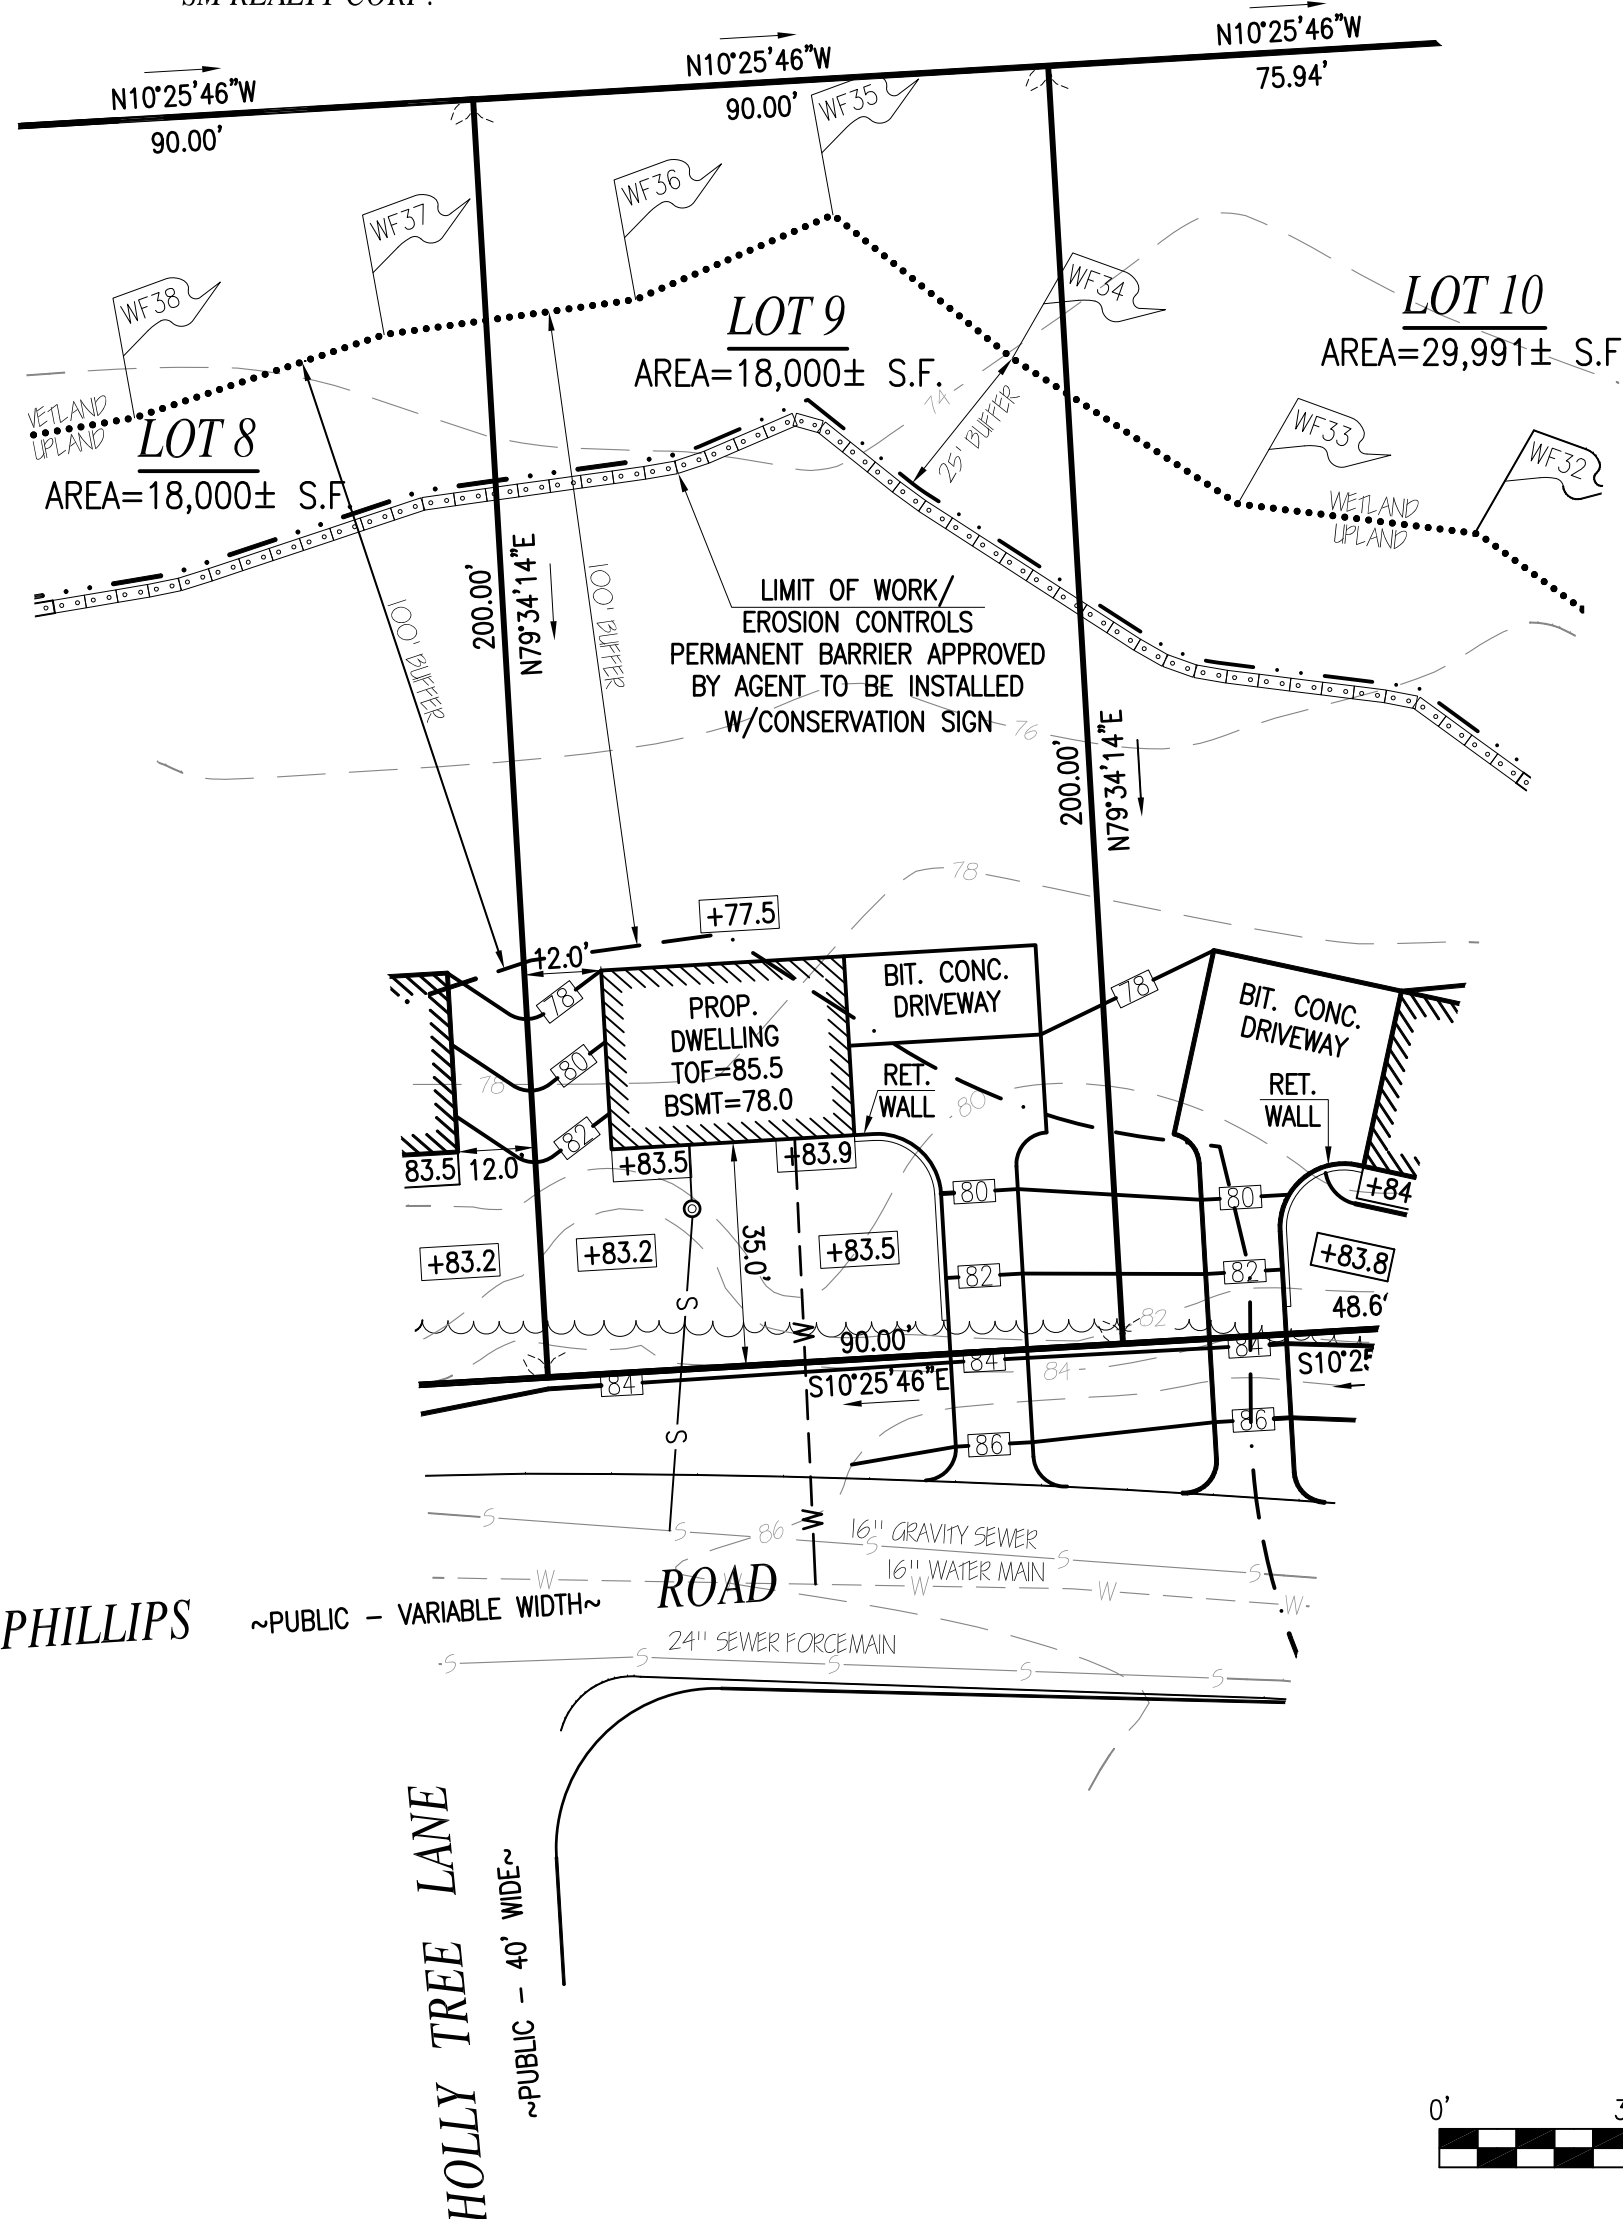 SM REALTY CORP.
N10°25'46"W
90.00'
N10°25'46"W
90.00'
N10°25'46"W
75.94'
WF35
WF36
WF37
WF38
WF34
WF33
WF32
LOT 9
AREA=18,000± S.F.
LOT 10
AREA=29,991± S.F
LOT 8
AREA=18,000± S.F.
WETLAND
UPLAND
WETLAND
UPLAND
74
25' BUFFER
100' BUFFER
100' BUFFER
200.00'
N79°34'14"E
LIMIT OF WORK/
EROSION CONTROLS
PERMANENT BARRIER APPROVED
BY AGENT TO BE INSTALLED
W/CONSERVATION SIGN
76
200.00'
N79°34'14"E
78
+77.5
12.0'
78
80
82
78
PROP.
DWELLING
TOF=85.5
BSMT=78.0
BIT. CONC.
DRIVEWAY
RET.
WALL
80
78
BIT. CONC.
DRIVEWAY
RET.
WALL
83.5
12.0'
+83.5
+83.9
80
80
+84
+83.2
+83.2
35.0'
+83.5
82
82
+83.8
48.6'
S
W
82
90.00'
S10°25'46"E
84
84
84
84
S10°25
S
86
86
W
S
S
86
16" GRAVITY SEWER
S
S
S
16" WATER MAIN
W
W
W
W
W
PHILLIPS
~PUBLIC - VARIABLE WIDTH~
ROAD
24" SEWER FORCEMAIN
S
S
S
S
S
HOLLY TREE LANE
~PUBLIC - 40' WIDE~
0'
3